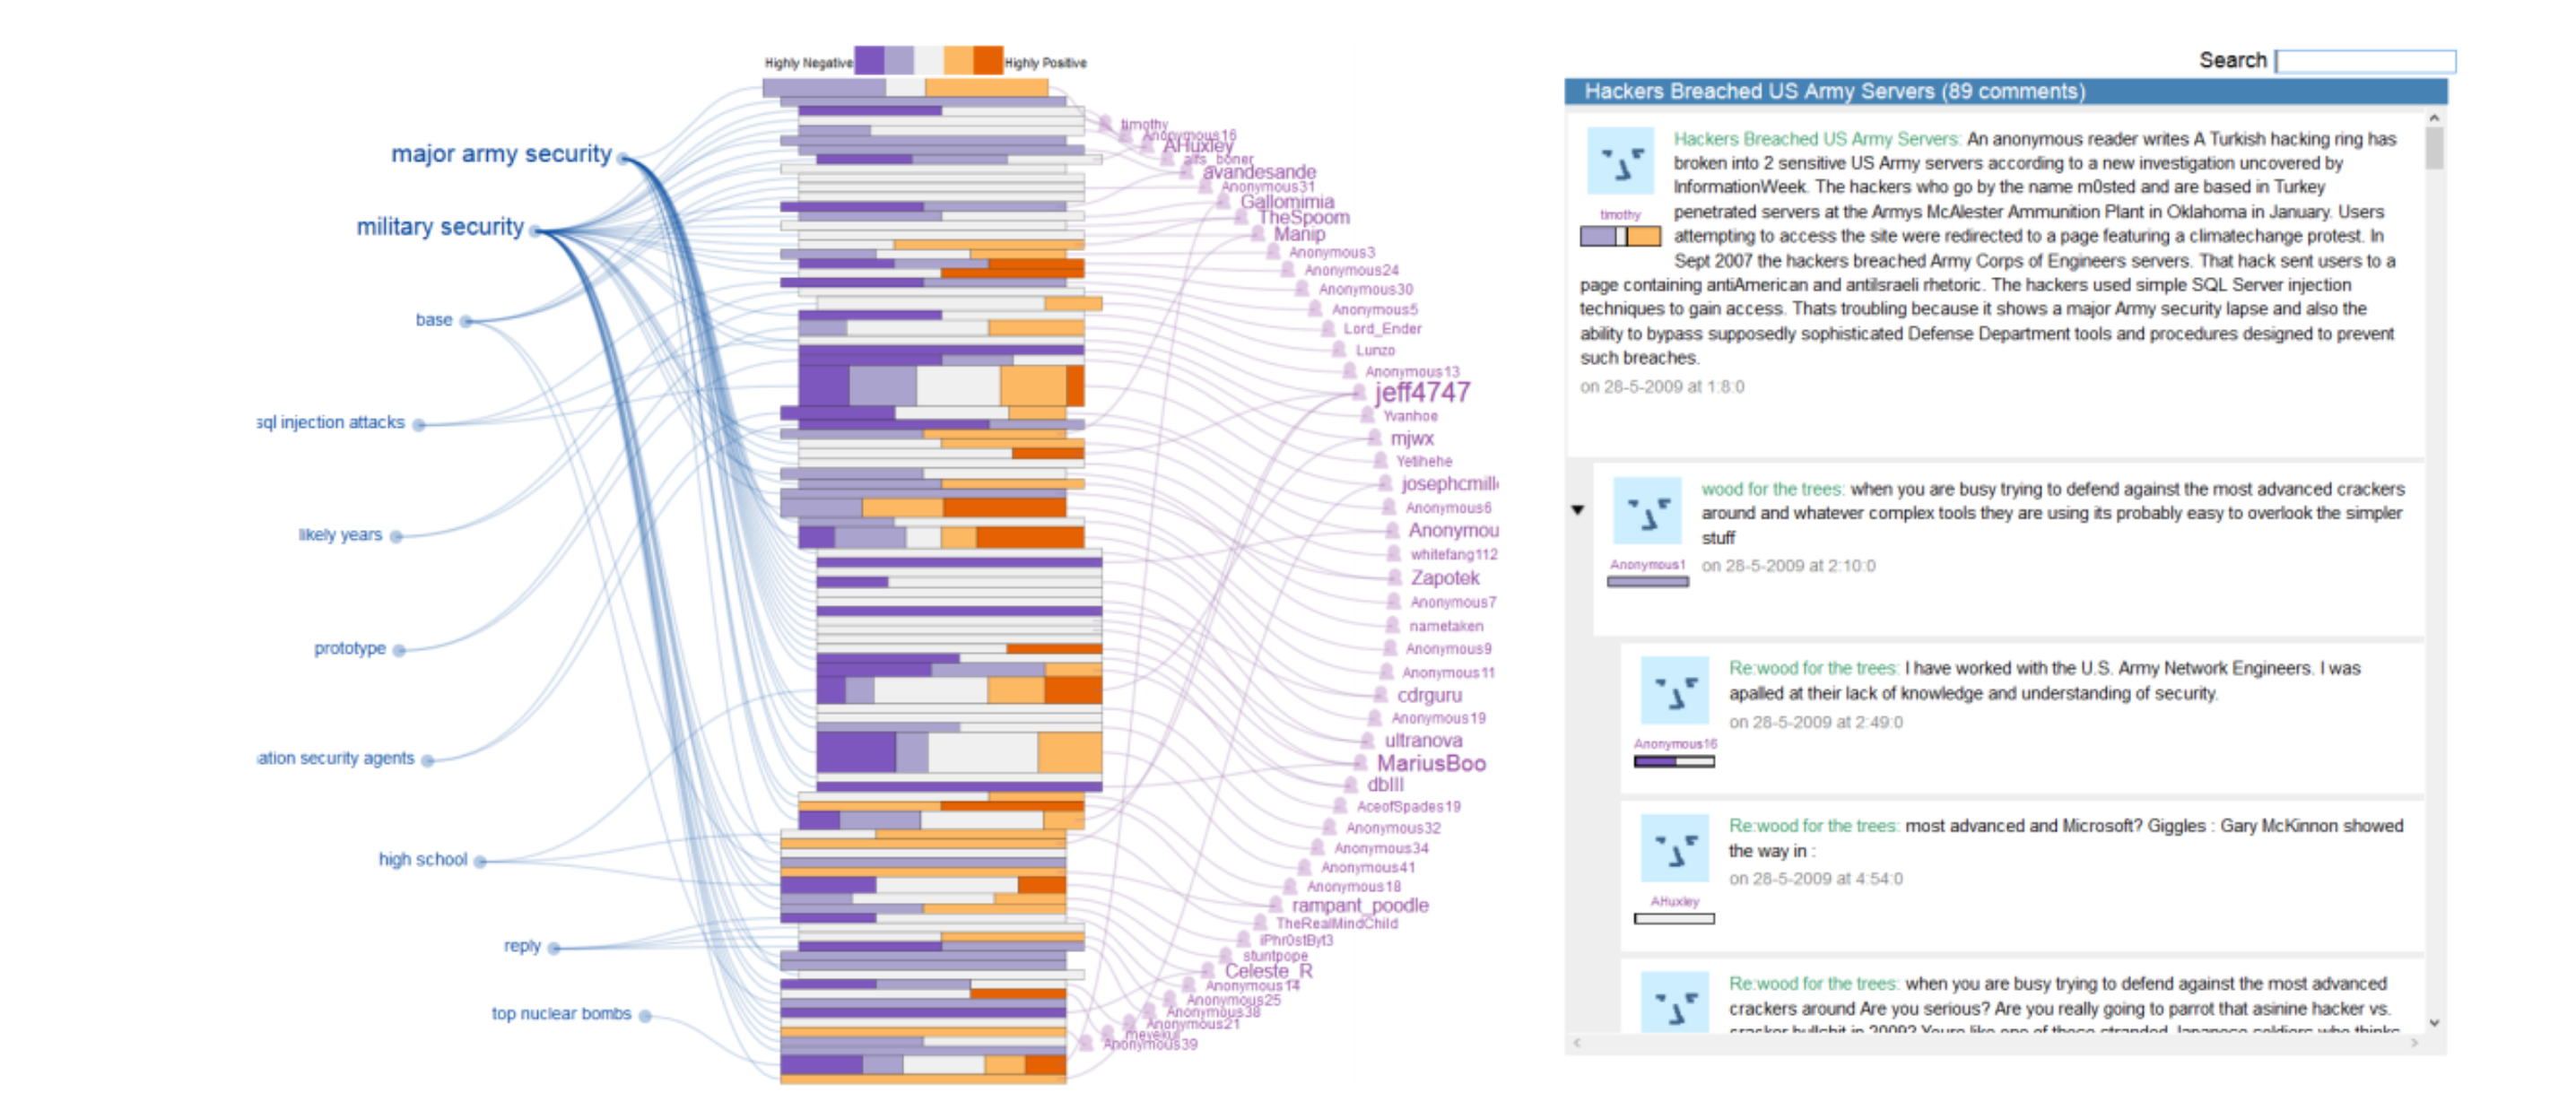 Highly Negative
Highly Positive
major army security
military security
base
sql injection attacks
likely years
prototype
ation security agents
high school
reply
top nuclear bombs
timothy
Anonymous16
AHuxley
avandesande
Anonymous31
Gallomimia
TheSpoom
Manip
Anonymous3
Anonymous24
Anonymous30
Anonymous5
Lord_Ender
Lunzo
Anonymous13
jeff4747
Yvanhoe
mjwx
Yetihehe
josephcmill
Anonymous6
Anonymou
whitefang112
Zapotek
Anonymous7
nametaken
Anonymous9
Anonymous11
cdrguru
Anonymous19
ultranova
MariusBoo
dblll
AceofSpades19
Anonymous32
Anonymous34
Anonymous41
Anonymous18
rampant_poodle
TheRealMindChild
iPhr0stByt3
stuntpope
Celeste_R
Anonymous14
Anonymous25
Anonymous38
Anonymous21
Anonymous39
Search
Hackers Breached US Army Servers (89 comments)
Hackers Breached US Army Servers: An anonymous reader writes A Turkish hacking ring has
broken into 2 sensitive US Army servers according to a new investigation uncovered by
InformationWeek. The hackers who go by the name m0sted and are based in Turkey
timothy
penetrated servers at the Armys McAlester Ammunition Plant in Oklahoma in January. Users
attempting to access the site were redirected to a page featuring a climatechange protest. In
Sept 2007 the hackers breached Army Corps of Engineers servers. That hack sent users to a
page containing antiAmerican and antiIsraeli rhetoric. The hackers used simple SQL Server injection
techniques to gain access. Thats troubling because it shows a major Army security lapse and also the
ability to bypass supposedly sophisticated Defense Department tools and procedures designed to prevent
such breaches.
on 28-5-2009 at 1:8:0
wood for the trees: when you are busy trying to defend against the most advanced crackers
around and whatever complex tools they are using its probably easy to overlook the simpler
stuff
Anonymous1
on 28-5-2009 at 2:10:0
Re:wood for the trees: I have worked with the U.S. Army Network Engineers. I was
apalled at their lack of knowledge and understanding of security.
on 28-5-2009 at 2:49:0
Anonymous16
Re:wood for the trees: most advanced and Microsoft? Giggles : Gary McKinnon showed
the way in :
on 28-5-2009 at 4:54:0
AHuxley
Re:wood for the trees: when you are busy trying to defend against the most advanced
crackers around Are you serious? Are you really going to parrot that asinine hacker vs.
cracker bullshit in 2009? Youre like one of those stranded Japanese soldiers who thinks